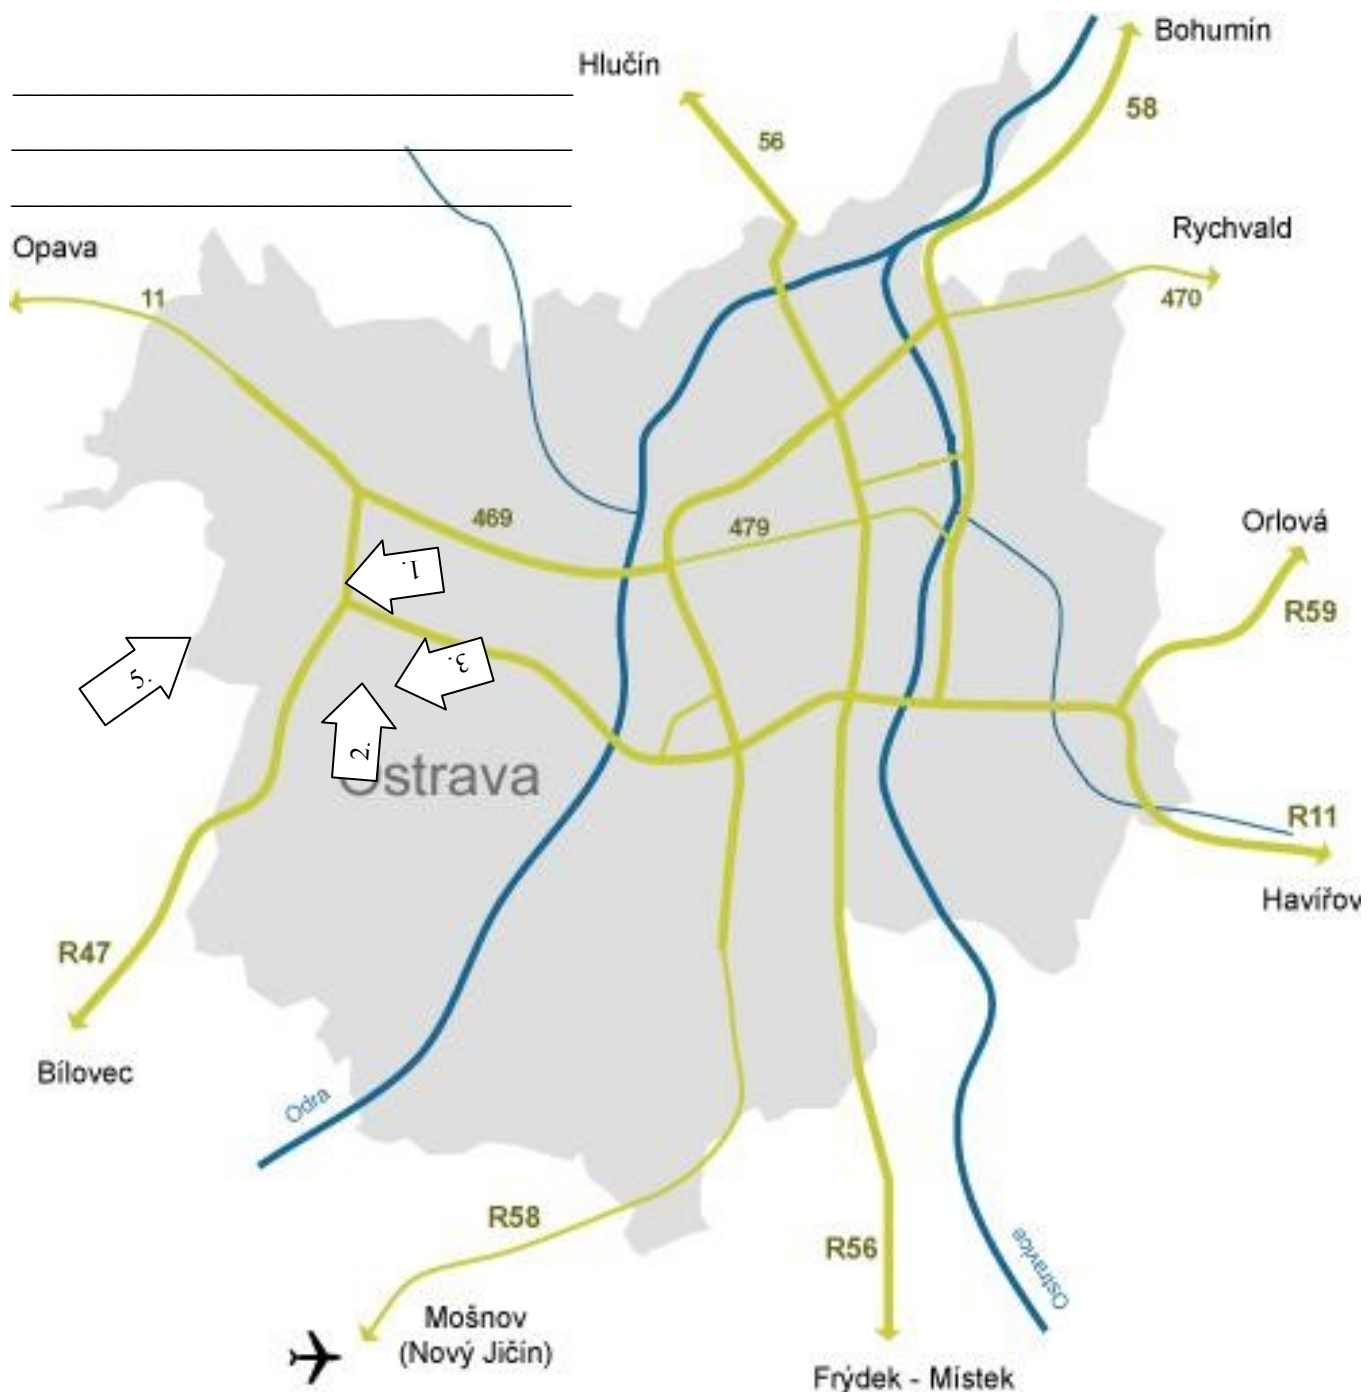 Bohumín
Hlučín
58
56
Rychvald
Opava
470
11
469
479
Orlová
1.
R59
3.
5.
2.
Ostrava
R11
Havířov
R47
Bílovec
Odra
R58
R56
Ostravice
Mošnov
(Nový Jičín)
Frýdek - Místek